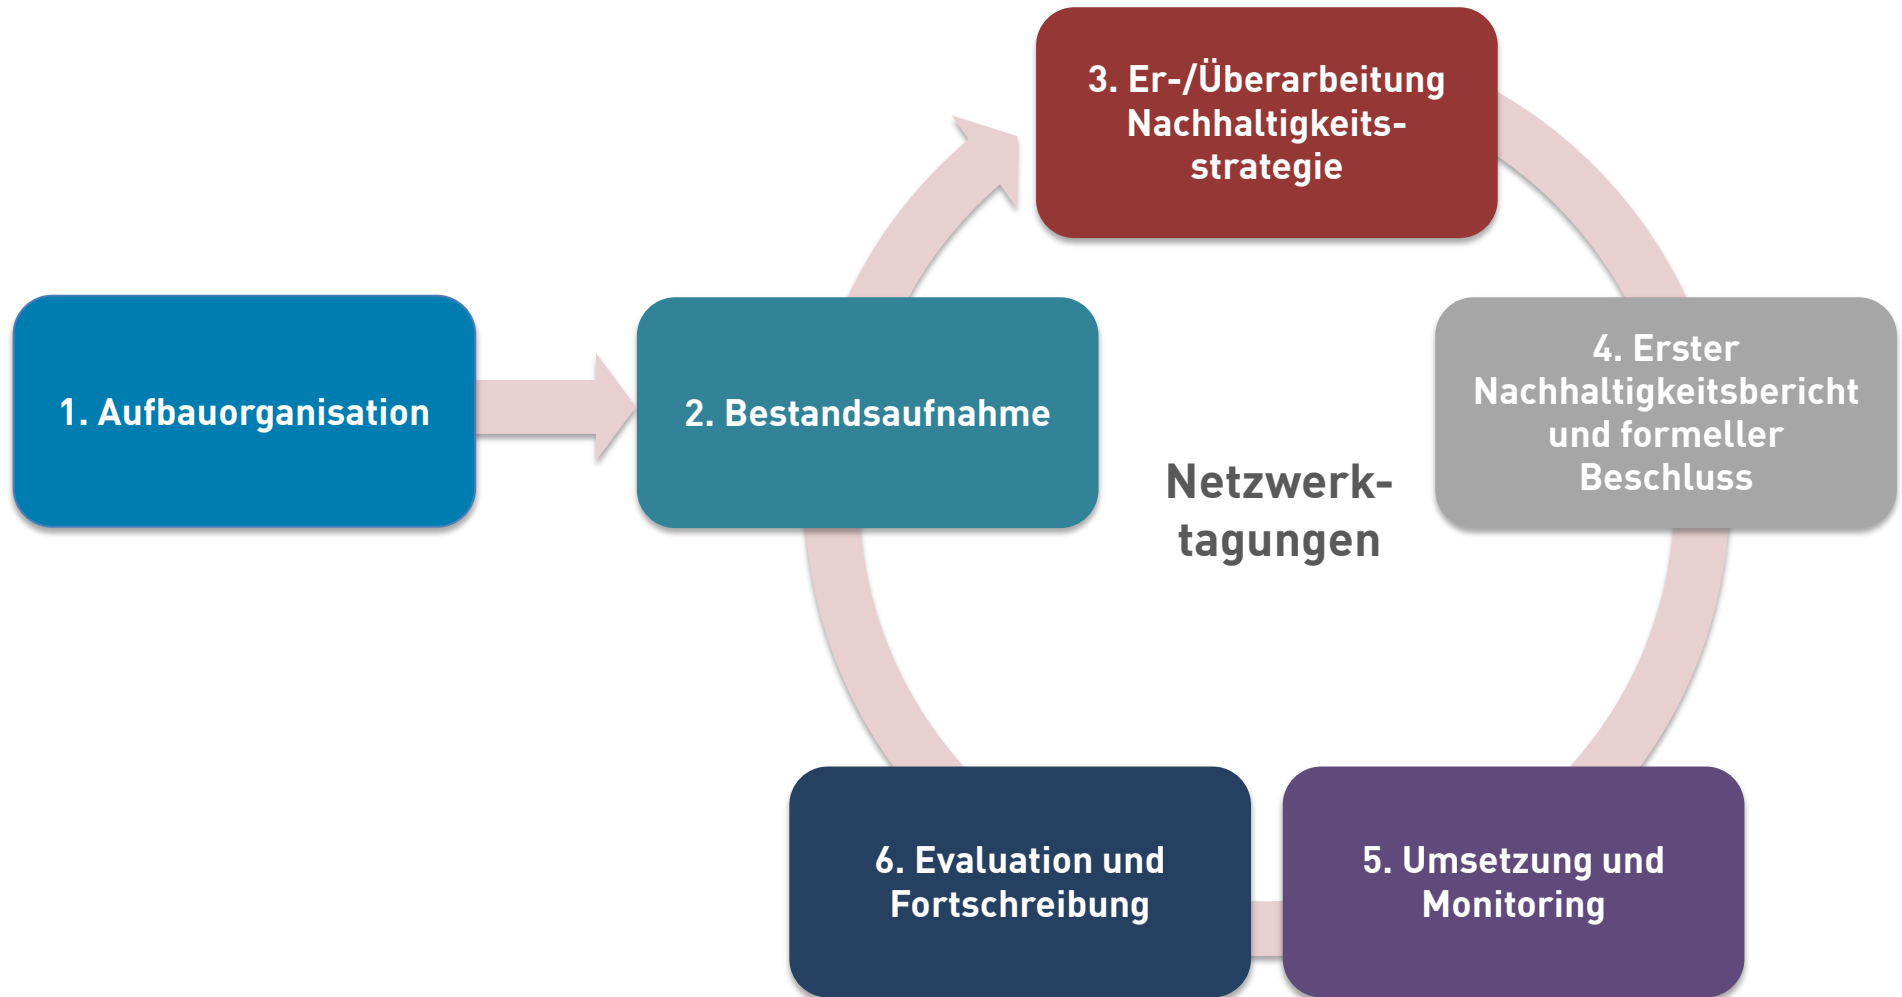 1. Aufbauorganisation
2. Bestandsaufnahme
3. Er-/Überarbeitung
Nachhaltigkeits-
strategie
4. Erster
Nachhaltigkeitsbericht
und formeller
Beschluss
5. Umsetzung und
Monitoring
6. Evaluation und
Fortschreibung
Netzwerk-
tagungen